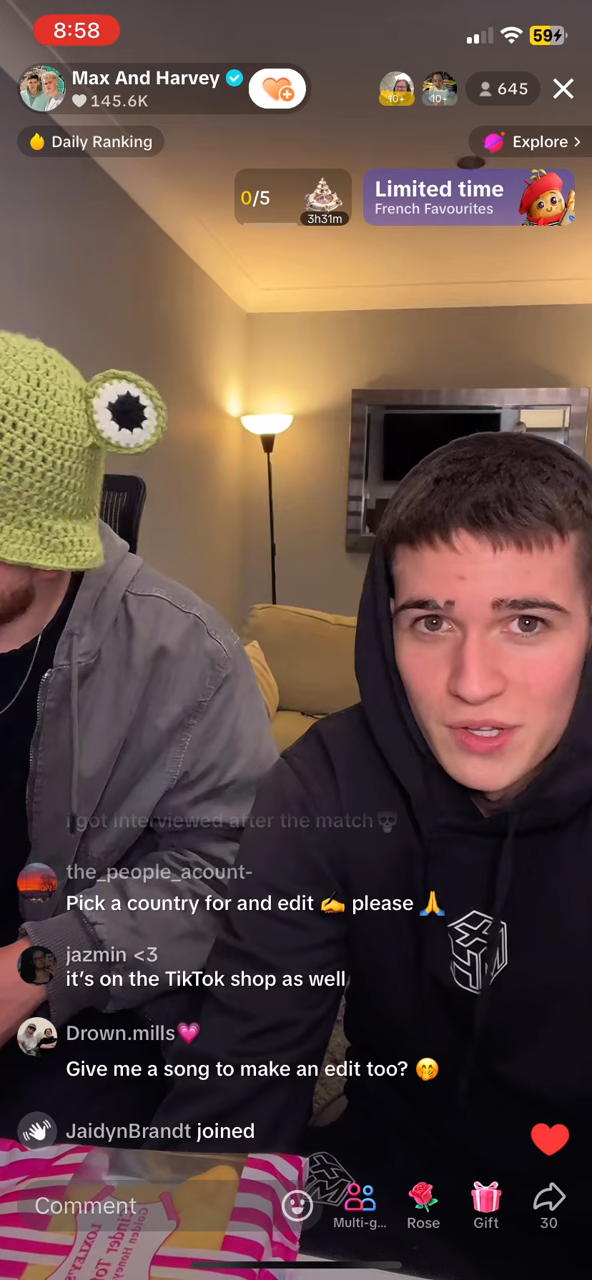 8:58
59
Max And Harvey
145.6K
10+
10+
645
Daily Ranking
Explore >
0/5
3h31m
Limited time
French Favourites
i got interviewed after the match💀
the_people_acount-
Pick a country for and edit ✍️ please 🙏
jazmin <3
it's on the TikTok shop as well
Drown.mills💗
Give me a song to make an edit too? 🤭
JaidynBrandt joined
Comment
Multi-g...
Rose
Gift
30
Golden Honey
LOXLEY'S